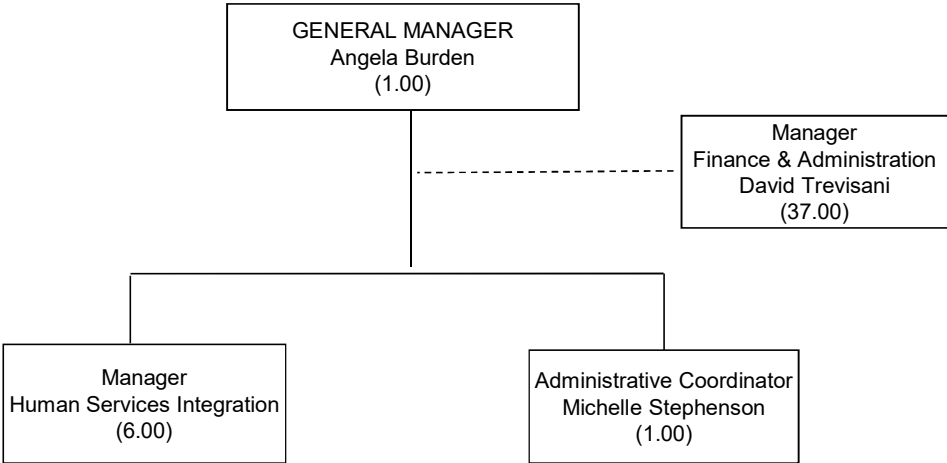 GENERAL MANAGER
Angela Burden
(1.00)
Manager
Finance & Administration
David Trevisani
(37.00)
Manager
Human Services Integration
(6.00)
Administrative Coordinator
Michelle Stephenson
(1.00)